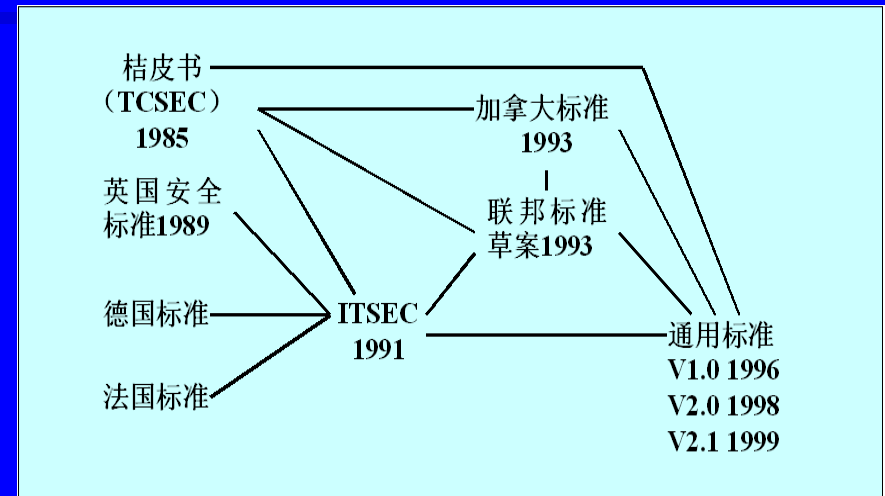 桔皮书
（TCSEC）
1985
加拿大标准
1993
英国安全
标准1989
联邦标准
草案1993
德国标准
ITSEC
1991
法国标准
通用标准
V1.0 1996
V2.0 1998
V2.1 1999